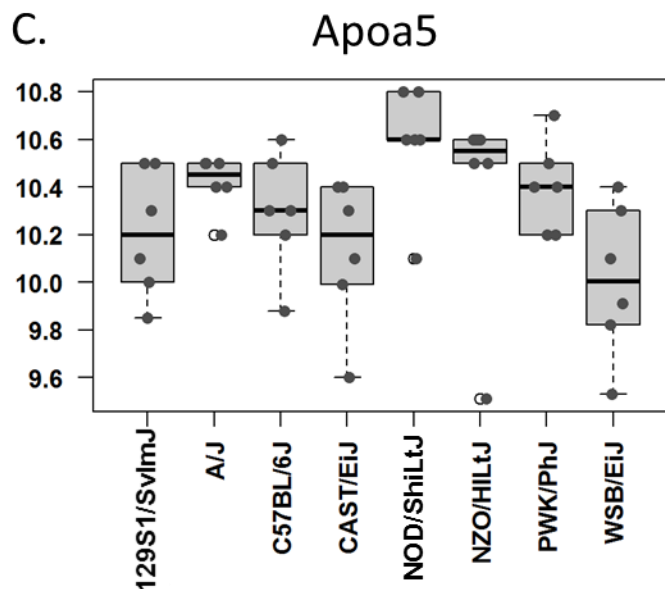 C.
Apoa5
10.8
10.6
10.4
10.2
10.0
9.8
9.6
129S1/SvlmJ
A/J
C57BL/6J
CAST/EiJ
NOD/ShiLtJ
NZO/HlLtJ
PWK/PhJ
WSB/EiJ